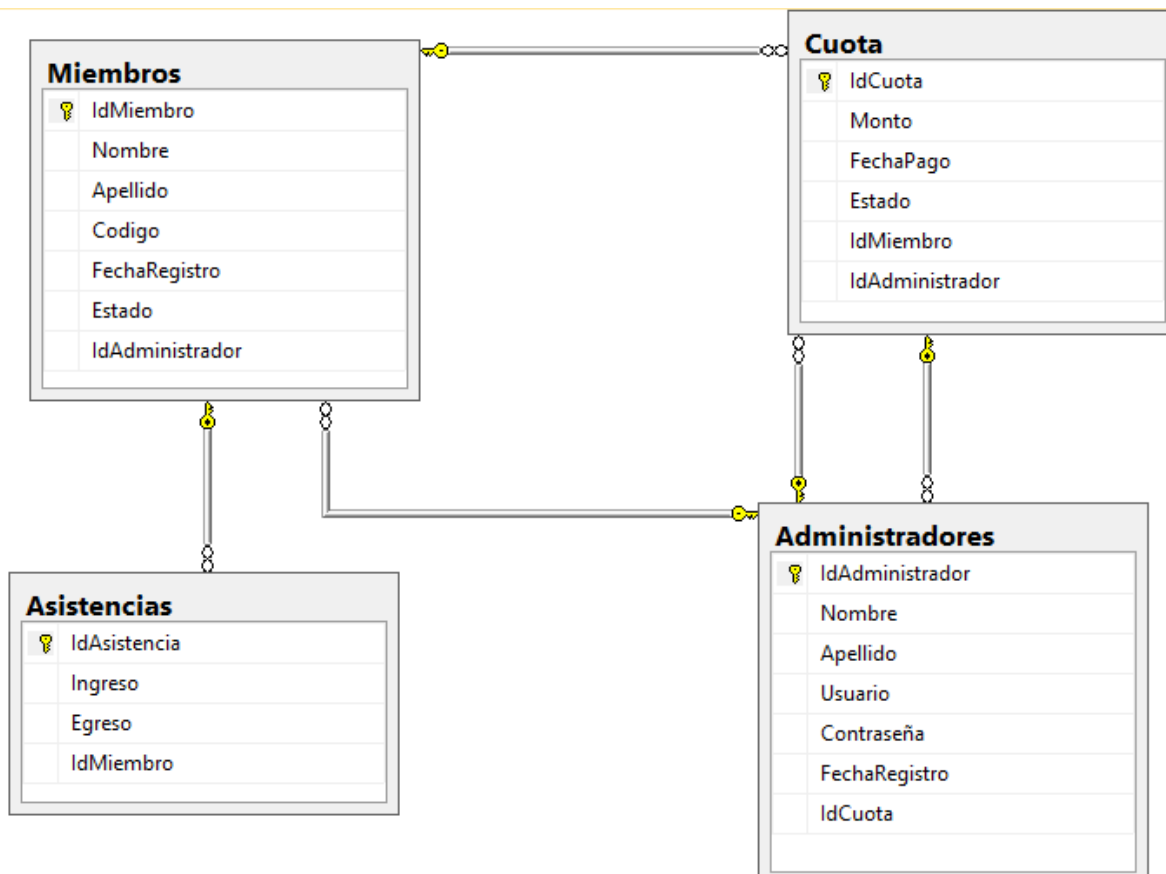 Miembros
IdMiembro
Nombre
Apellido
Codigo
FechaRegistro
Estado
IdAdministrador
Cuota
IdCuota
Monto
FechaPago
Estado
IdMiembro
IdAdministrador
Asistencias
IdAsistencia
Ingreso
Egreso
IdMiembro
Administradores
IdAdministrador
Nombre
Apellido
Usuario
Contraseña
FechaRegistro
IdCuota